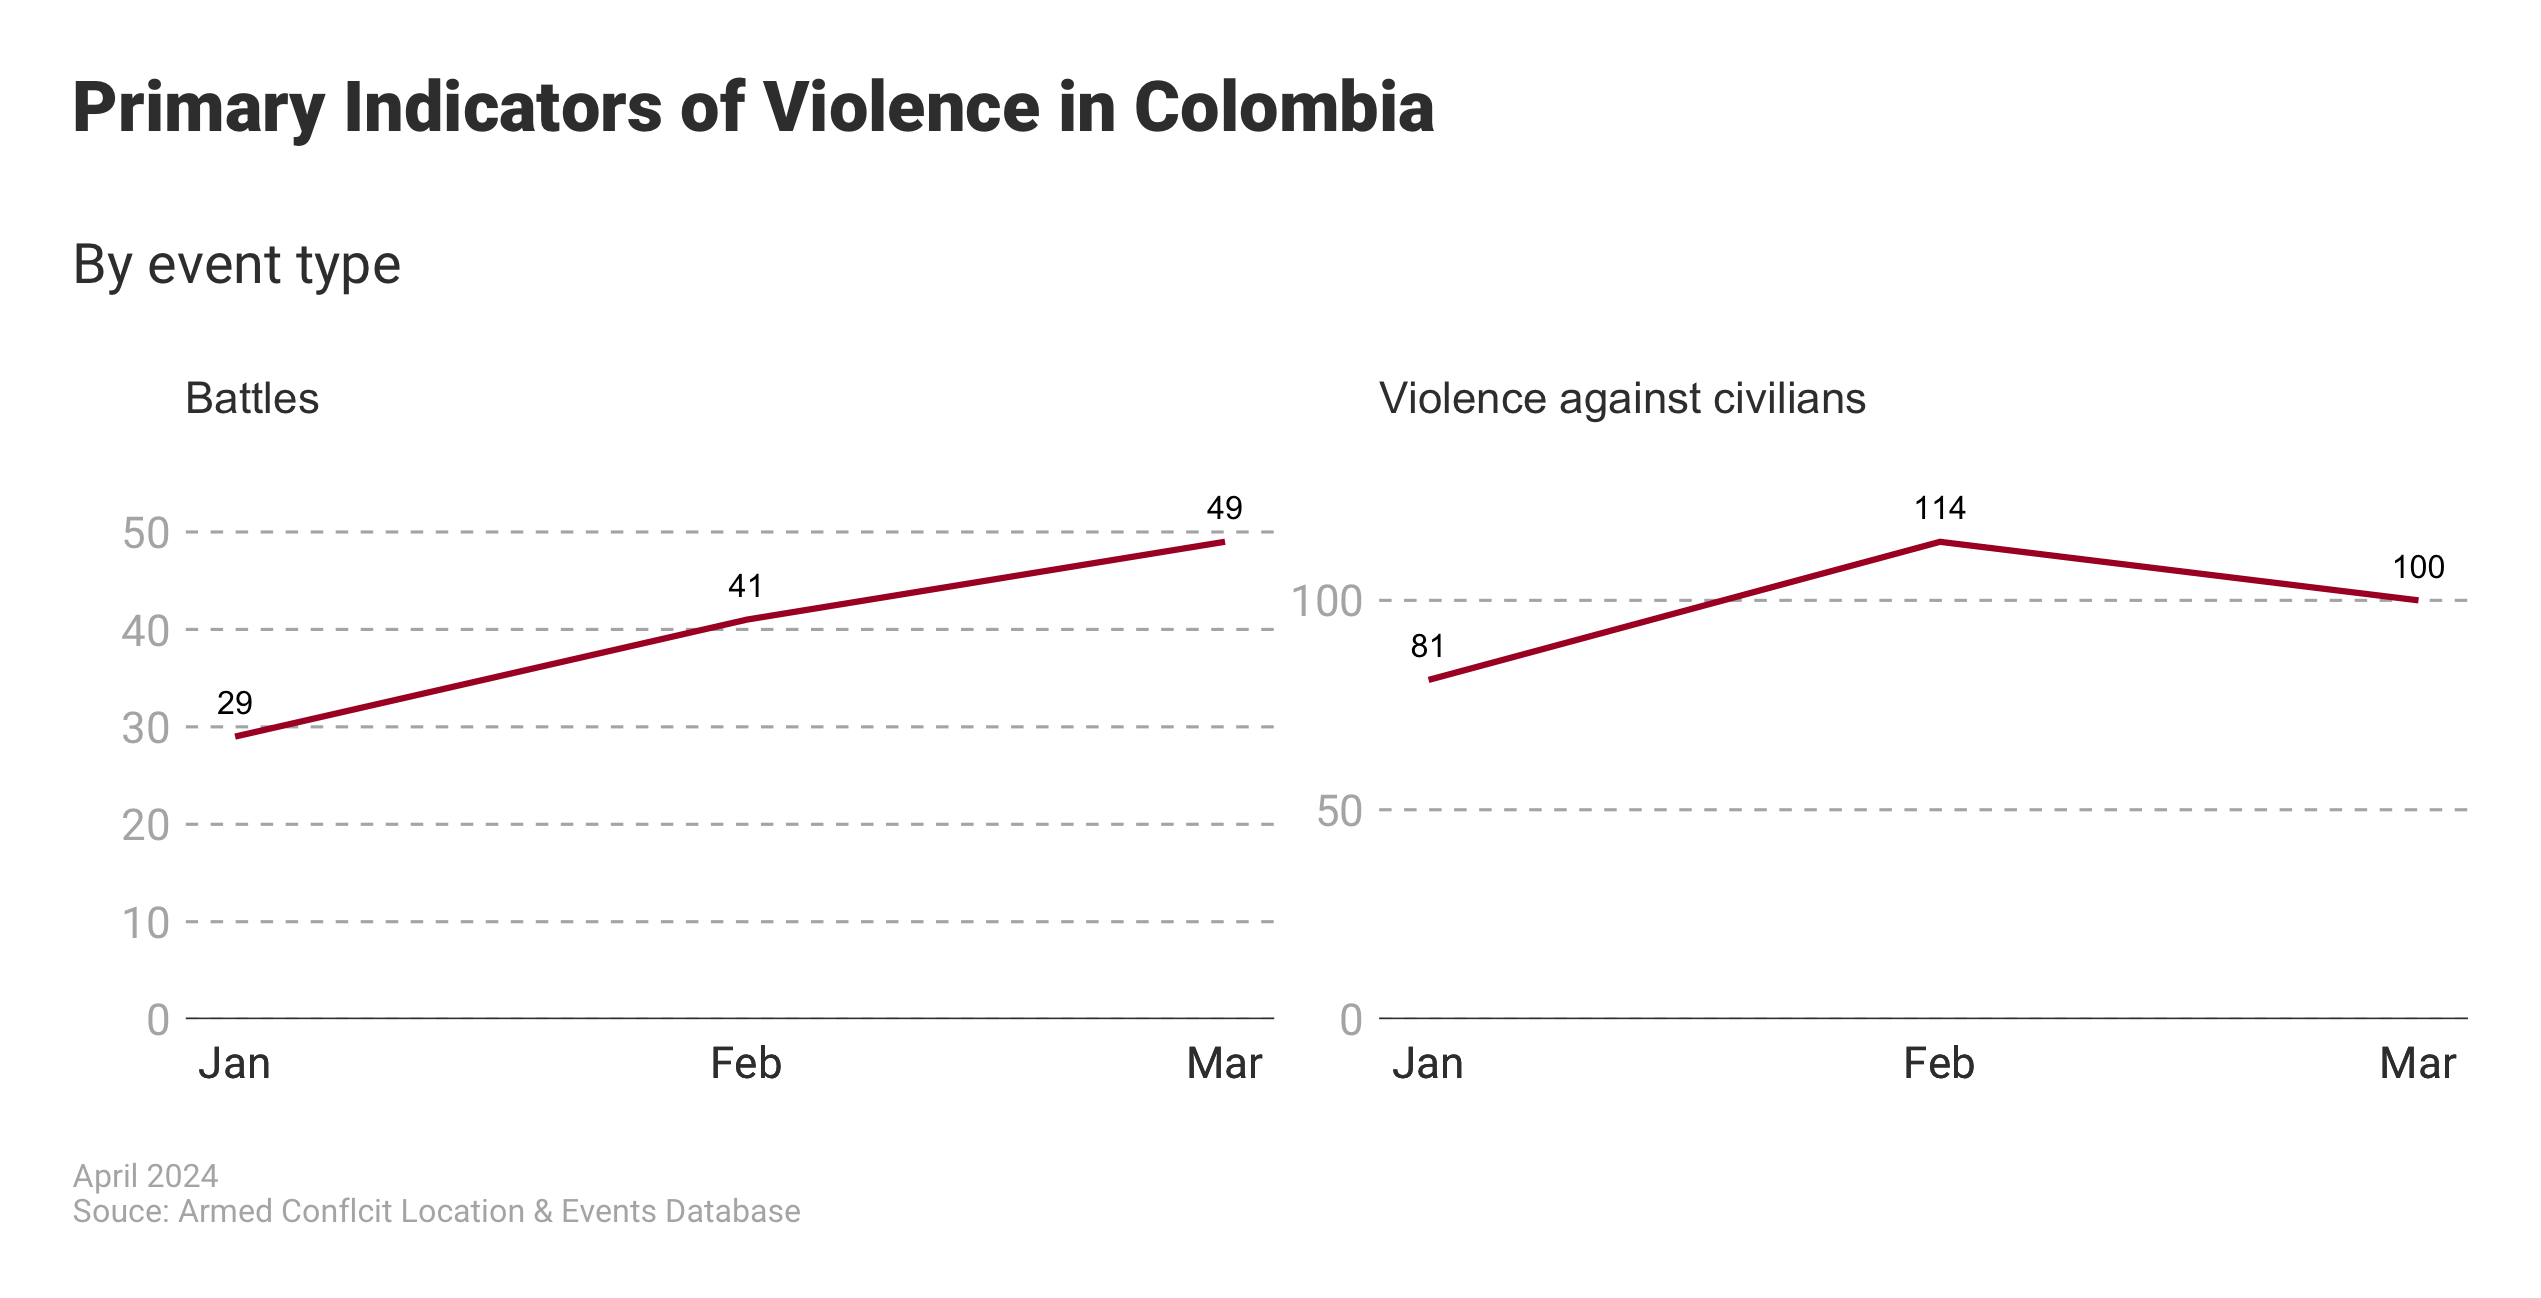 Primary Indicators of Violence in Colombia
By event type
Battles
50
40
30
20
10
0
29
41
49
Jan Feb Mar
Violence against civilians
100
50
0
81
114
100
Jan Feb Mar
April 2024
Souce: Armed Conflcit Location & Events Database